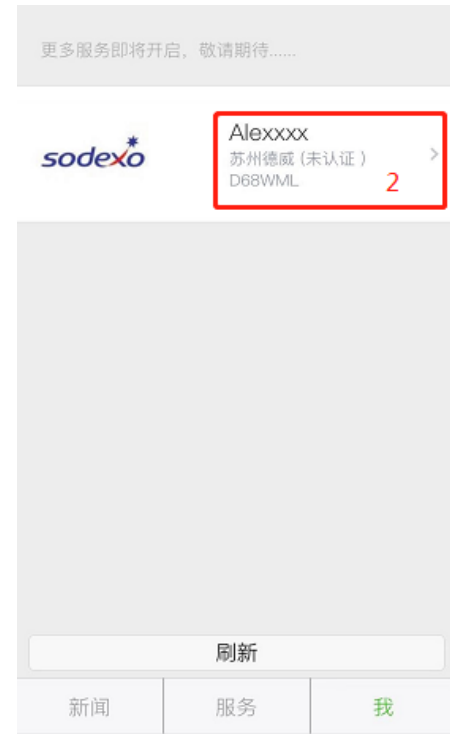 更多服务即将开启，敬请期待......
sodexo
Alexxxx
苏州德威 (未认证 )
D68WML
2
刷新
新闻
服务
我